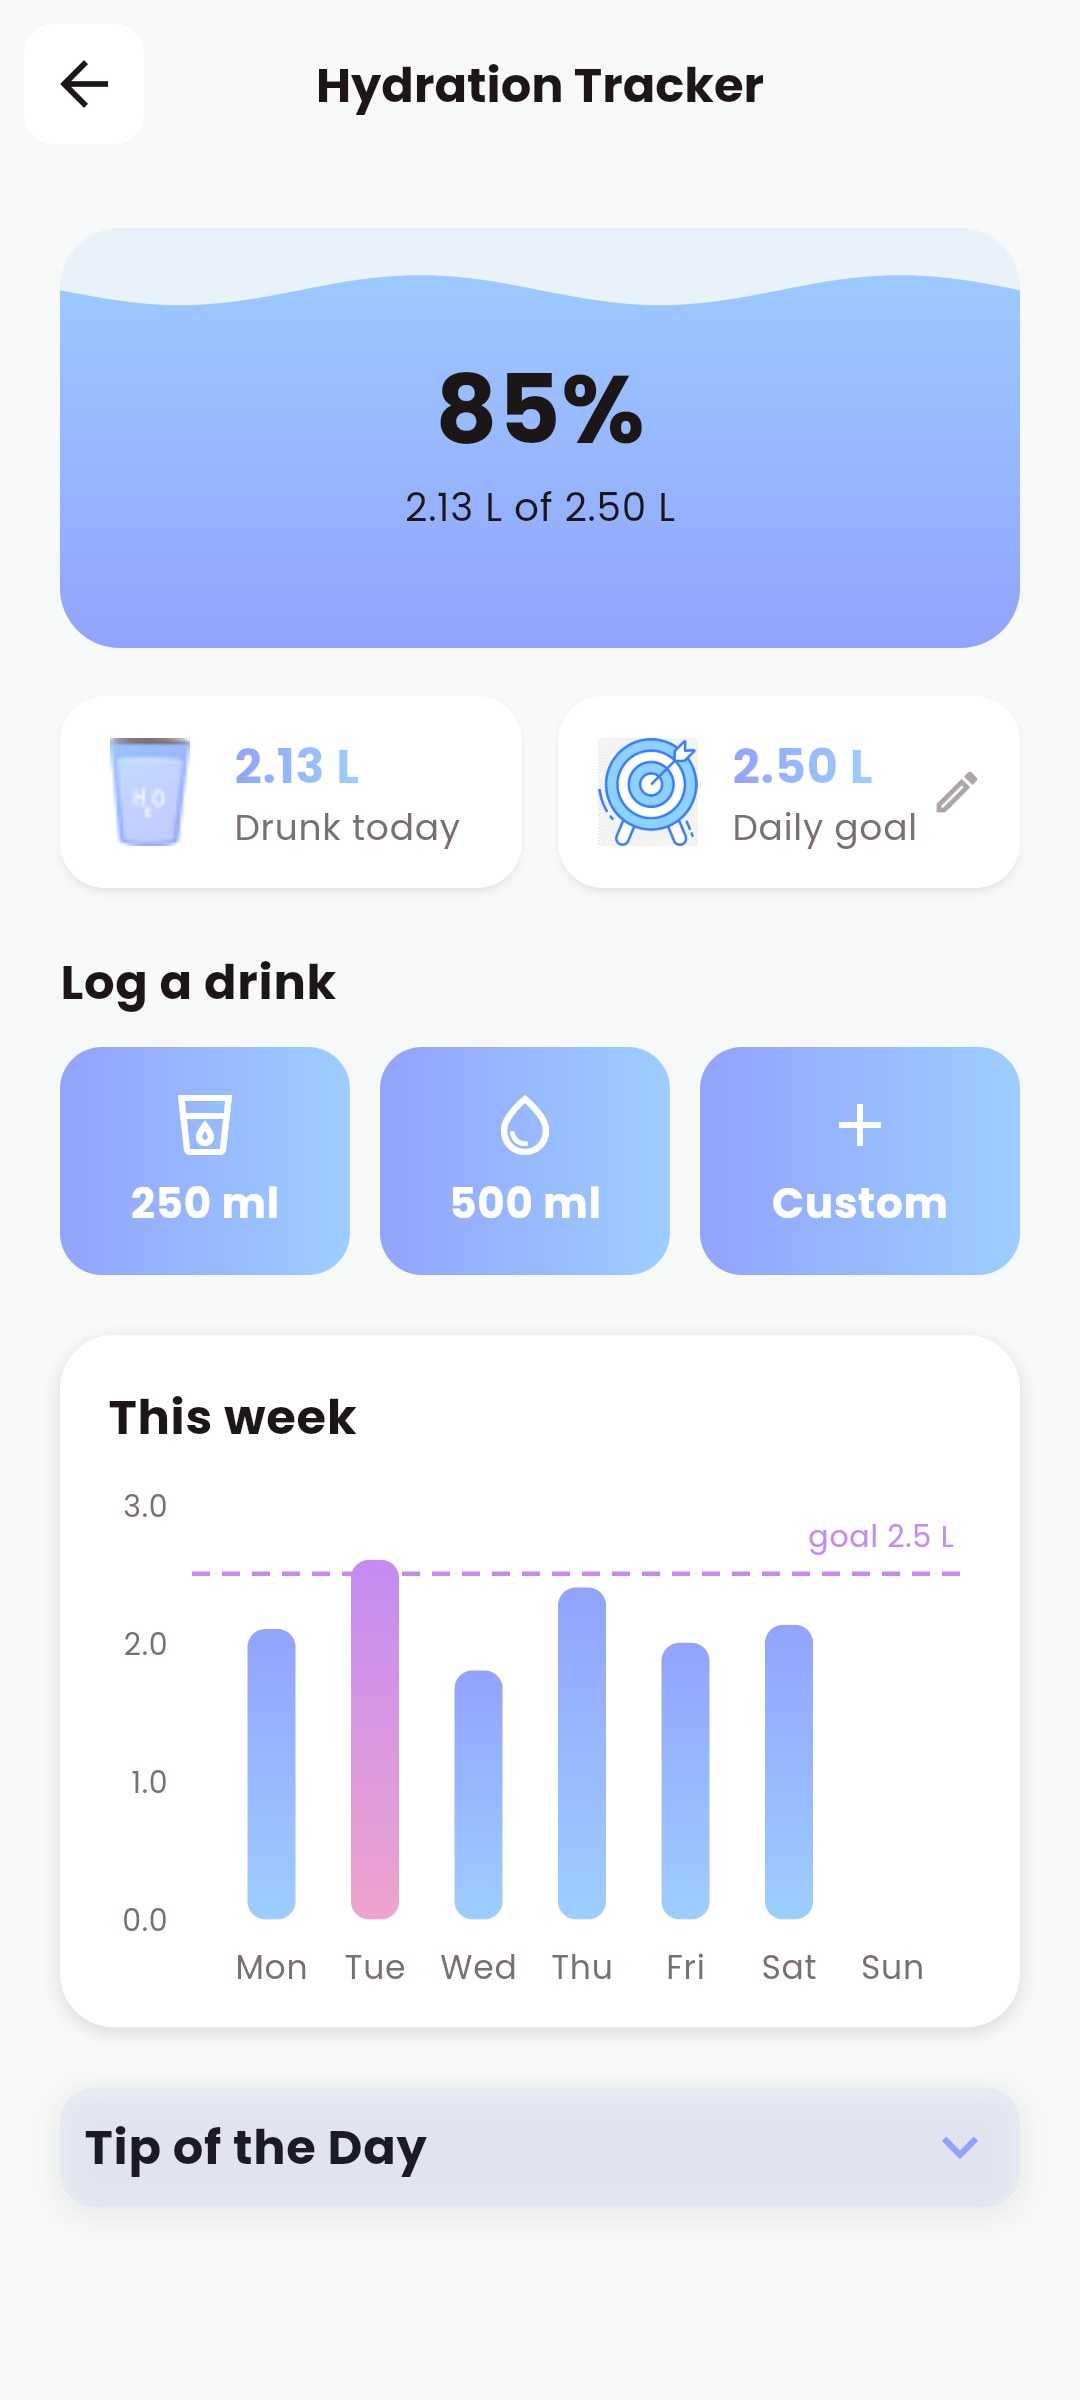 Hydration Tracker
85%
2.13 L of 2.50 L
2.13 L
Drunk today
2.50 L
Daily goal
Log a drink
250 ml
500 ml
Custom
This week
3.0
goal 2.5 L
2.0
1.0
0.0
Mon Tue Wed Thu Fri Sat Sun
Tip of the Day